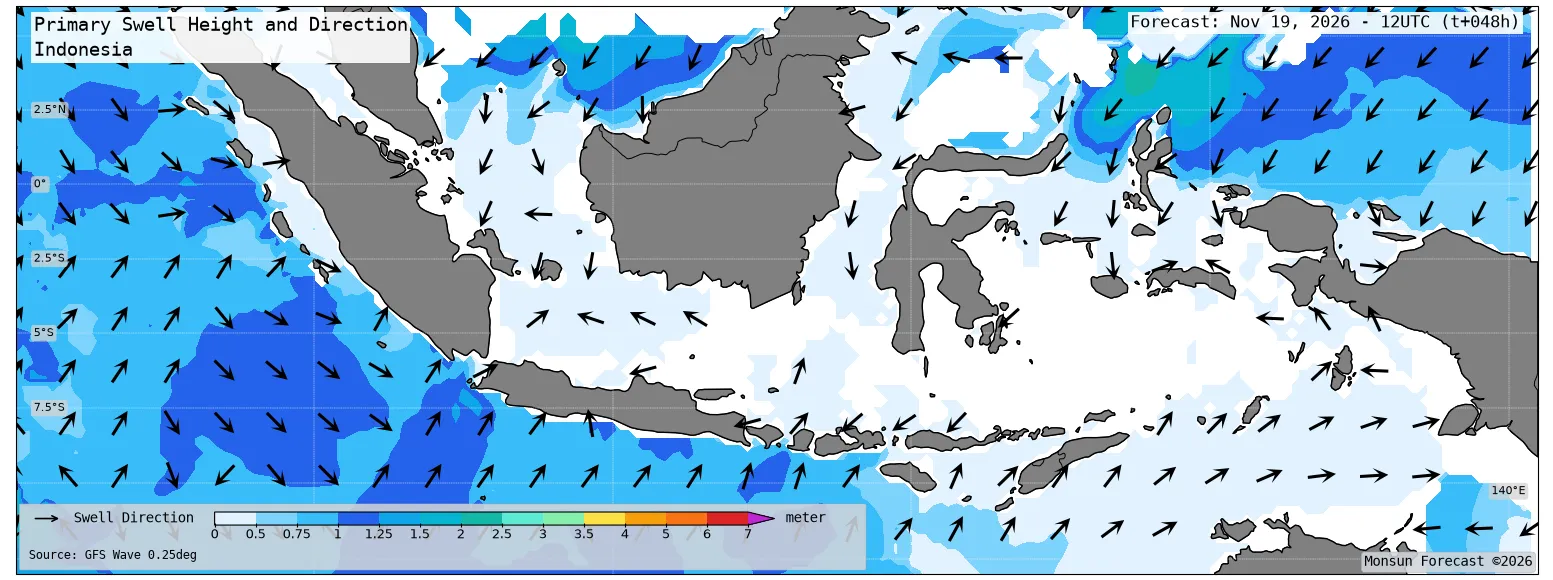 Primary Swell Height and Direction
Indonesia
Forecast: Nov 19, 2026 - 12UTC (t+048h)
2.5°N
0°
2.5°S
5°S
7.5°S
140°E
Swell Direction
0 0.5 0.75 1 1.25 1.5 2 2.5 3 3.5 4 5 6 7
meter
Source: GFS Wave 0.25deg
Monsun Forecast ©2026